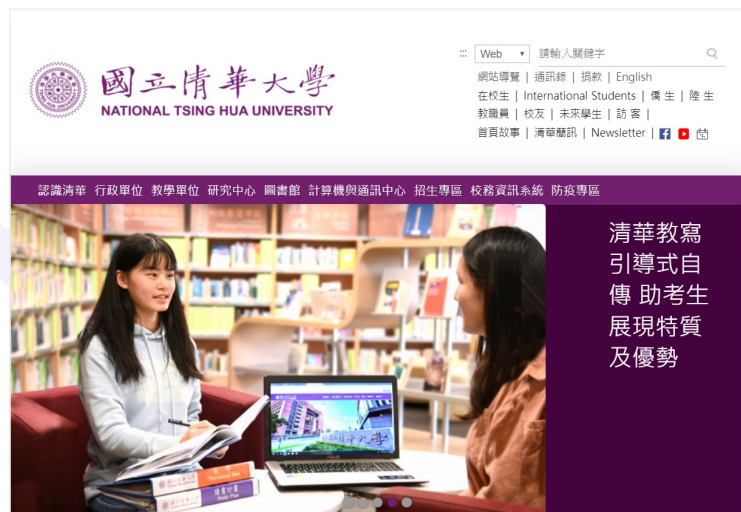 國立清華大學
NATIONAL TSING HUA UNIVERSITY
::: Web ▾ 請輸入關鍵字
網站導覽 | 通訊錄 | 捐款 | English
在校生 | International Students | 僑 生 | 陸 生
教職員 | 校友 | 未來學生 | 訪 客 |
首頁故事 | 清華簡訊 | Newsletter |
認識清華 行政單位 教學單位 研究中心 圖書館 計算機與通訊中心 招生專區 校務資訊系統 防疫專區
清華教寫
引導式自
傳 助考生
展現特質
及優勢
ASUS
Study Plan